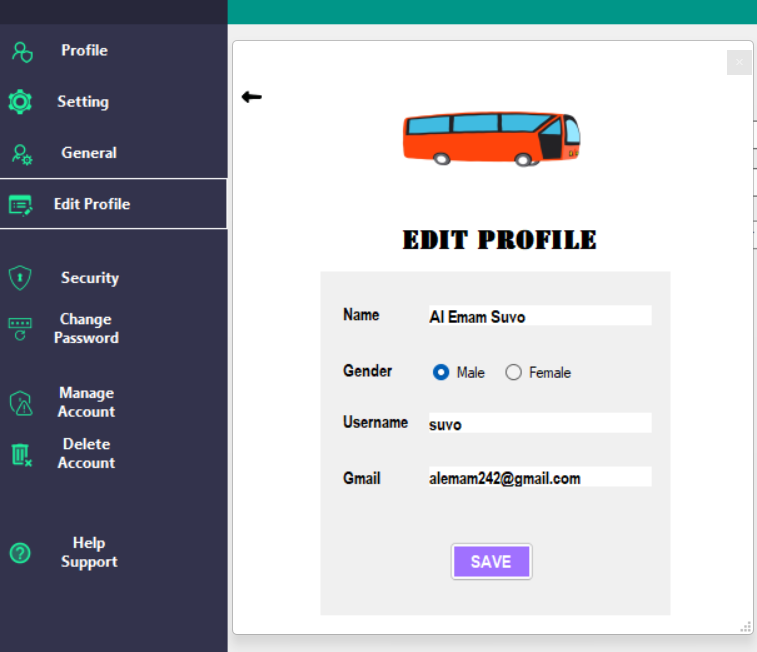 Profile
Setting
General
Edit Profile
Security
Change
Password
Manage
Account
Delete
Account
Help
Support
EDIT PROFILE
Name Al Emam Suvo
Gender Male Female
Username suvo
Gmail alemam242@gmail.com
SAVE